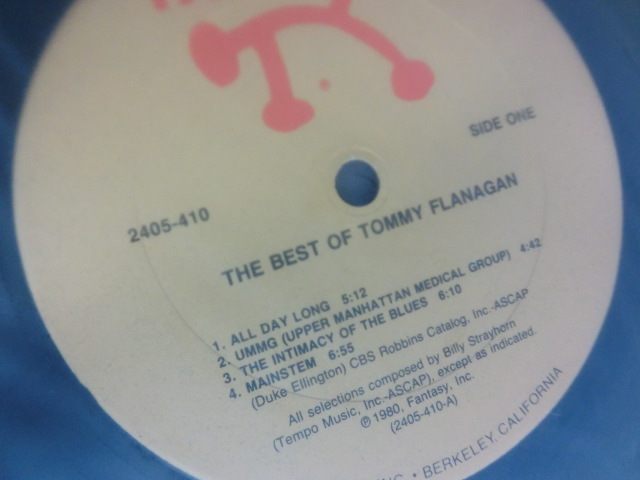 SIDE ONE
2405-410
THE BEST OF TOMMY FLANAGAN
1. ALL DAY LONG 5:12
2. UMMG (UPPER MANHATTAN MEDICAL GROUP) 4:42
3. THE INTIMACY OF THE BLUES 6:10
4. MAINSTEM 6:55
(Duke Ellington) CBS Robbins Catalog, Inc.-ASCAP
All selections composed by Billy Strayhorn
(Tempo Music, Inc-ASCAP), except as indicated.
℗ 1980, Fantasy, Inc.
(2405-410-A)
• BERKELEY, CALIFORNIA